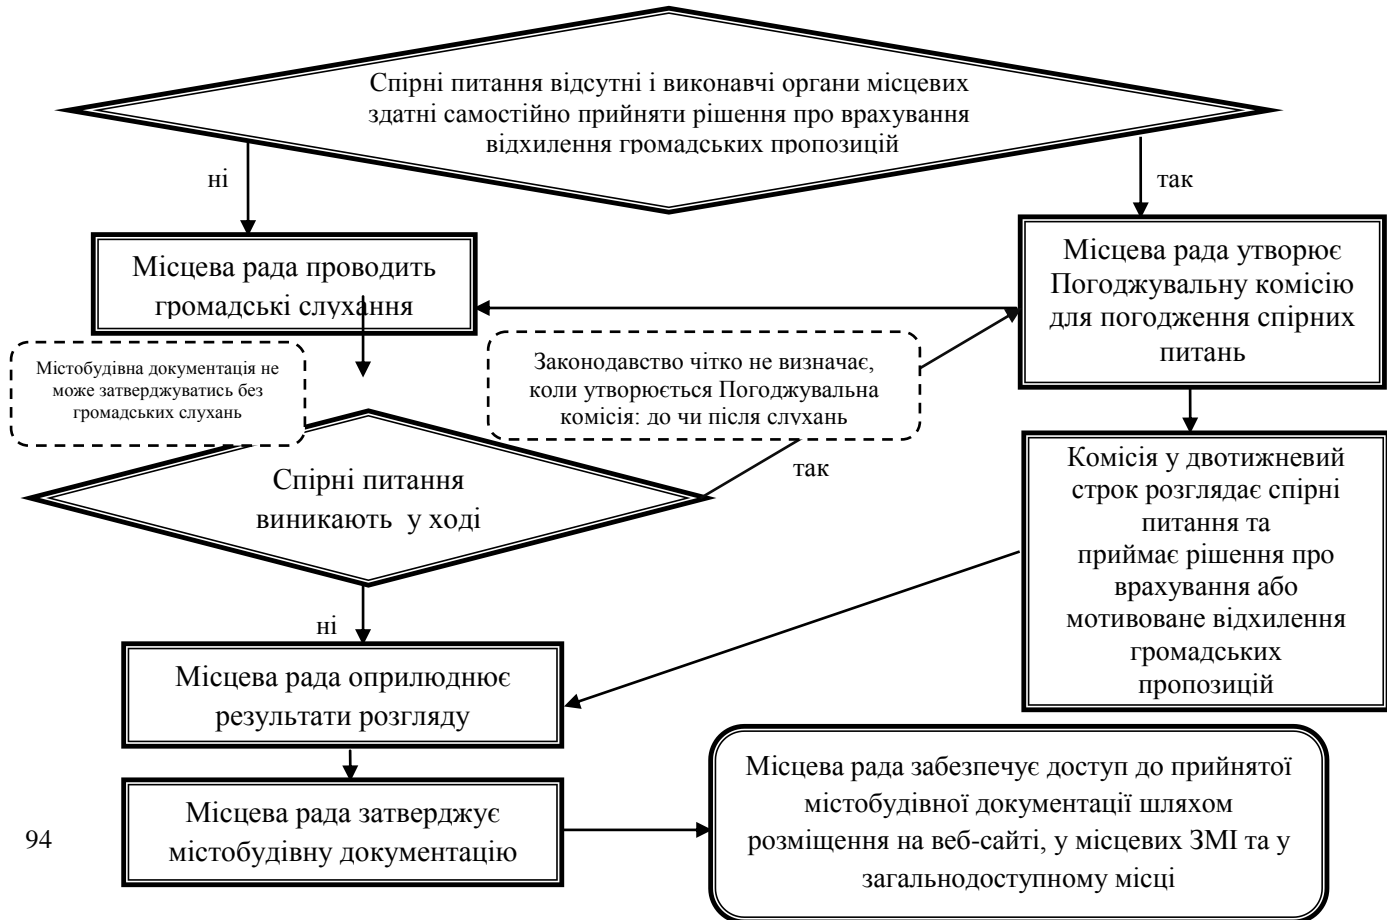 Спірні питання відсутні і виконавчі органи місцевих
здатні самостійно прийняти рішення про врахування
відхилення громадських пропозицій
ні
так
Місцева рада проводить
громадські слухання
Місцева рада утворює
Погоджувальну комісію
для погодження спірних
питань
Містобудівна документація не
може затверджуватись без
громадських слухань
Законодавство чітко не визначає,
коли утворюється Погоджувальна
комісія: до чи після слухань
Спірні питання
виникають у ході
так
Комісія у двотижневий
строк розглядає спірні
питання та
приймає рішення про
врахування або
мотивоване відхилення
громадських
пропозицій
ні
Місцева рада оприлюднює
результати розгляду
Місцева рада затверджує
містобудівну документацію
Місцева рада забезпечує доступ до прийнятої
містобудівної документації шляхом
розміщення на веб-сайті, у місцевих ЗМІ та у
загальнодоступному місці
94